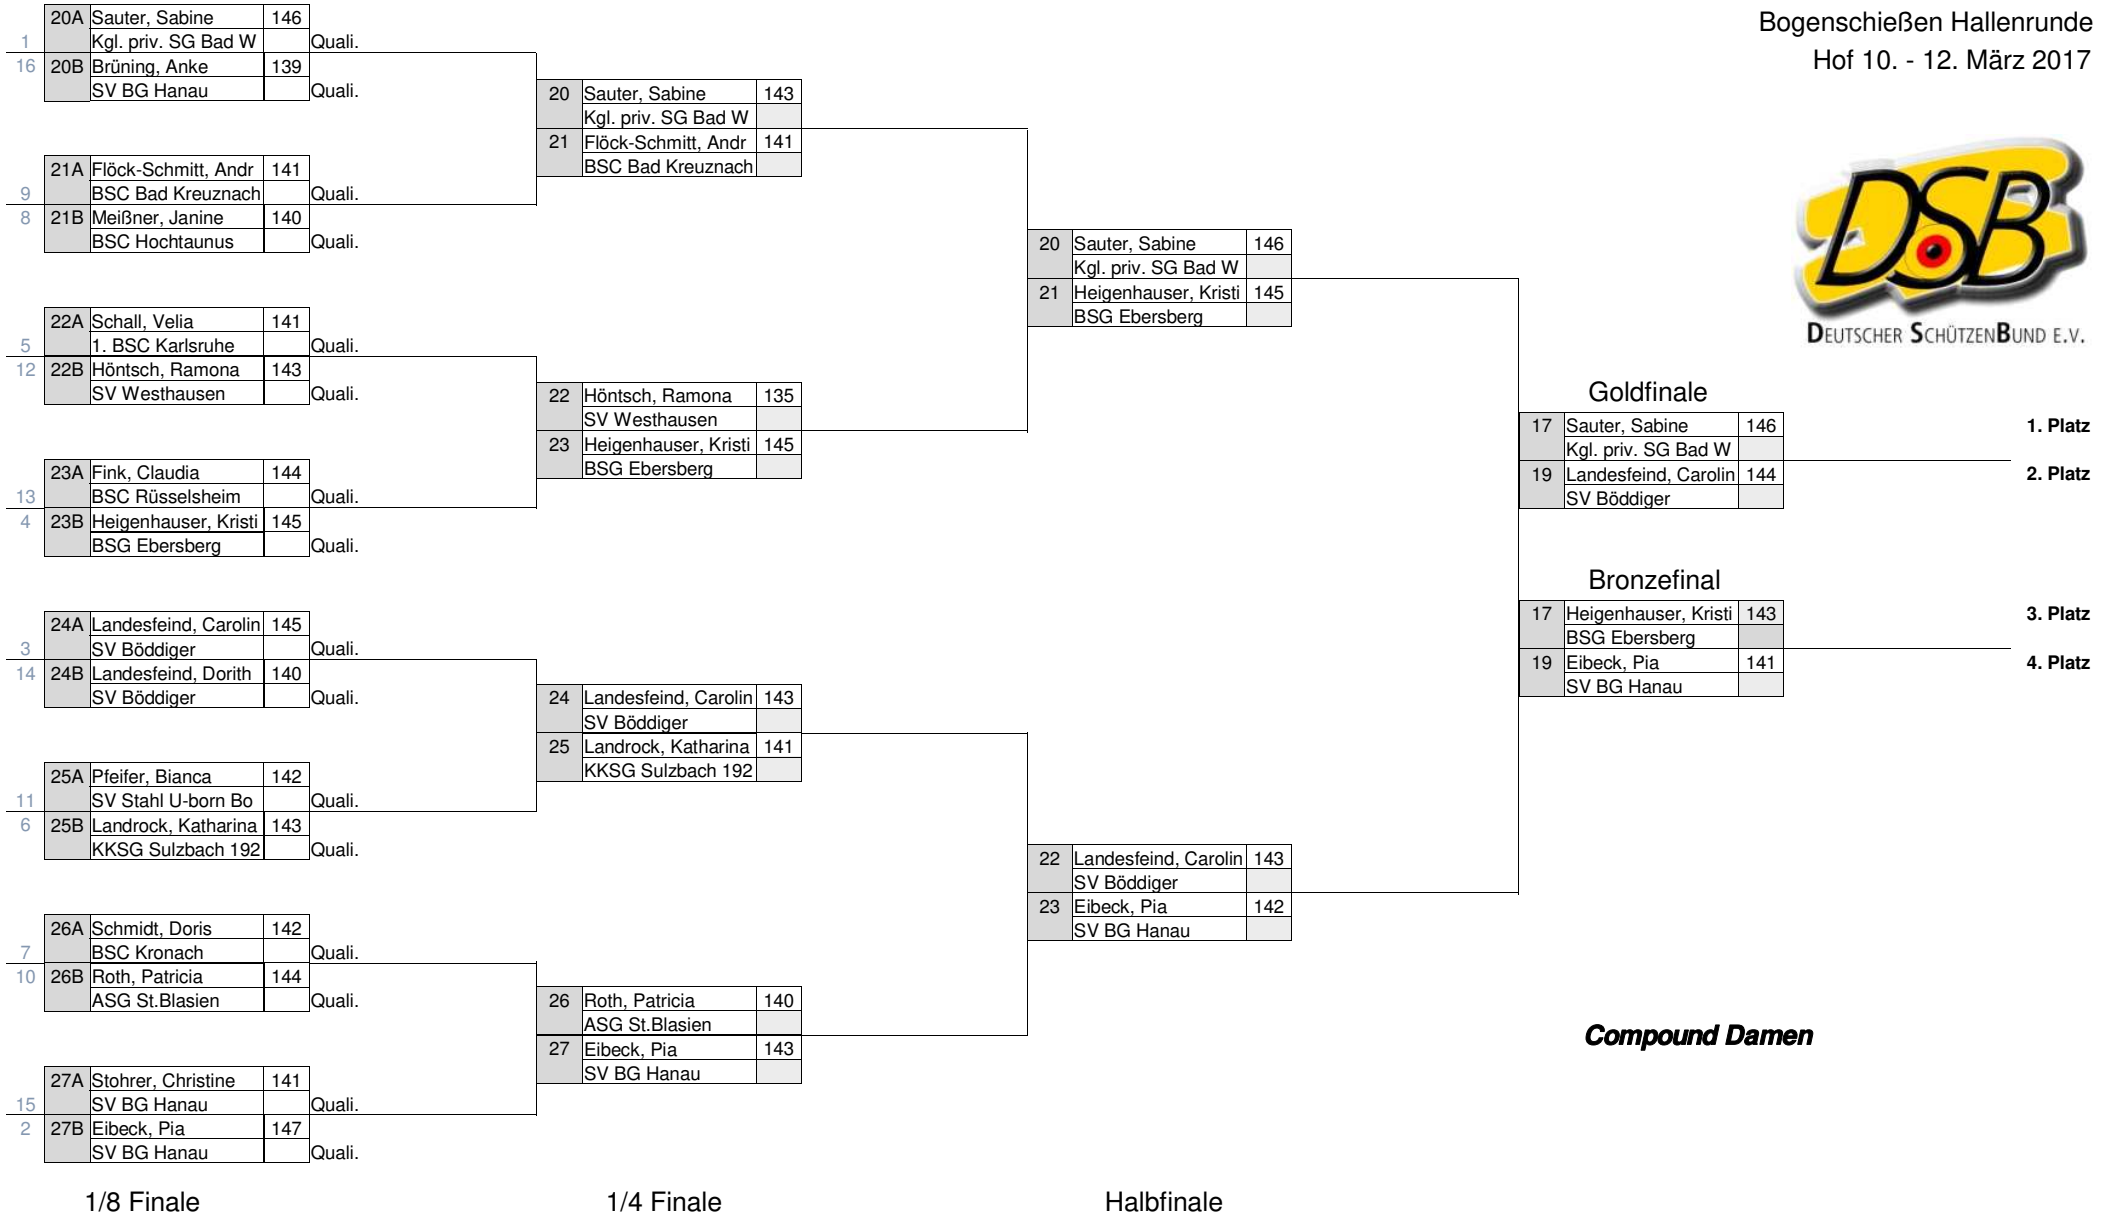 Bogenschießen Hallenrunde
Hof 10. - 12. März 2017
DSB
DEUTSCHER SCHÜTZENBUND E.V.
20A Sauter, Sabine 146
1 Kgl. priv. SG Bad W Quali.
16 20B Brüning, Anke 139
SV BG Hanau Quali.
21A Flöck-Schmitt, Andr 141
9 BSC Bad Kreuznach Quali.
8 21B Meißner, Janine 140
BSC Hochtaunus Quali.
22A Schall, Velia 141
5 1. BSC Karlsruhe Quali.
12 22B Höntsch, Ramona 143
SV Westhausen Quali.
23A Fink, Claudia 144
13 BSC Rüsselsheim Quali.
4 23B Heigenhauser, Kristi 145
BSG Ebersberg Quali.
24A Landesfeind, Carolin 145
3 SV Böddiger Quali.
14 24B Landesfeind, Dorith 140
SV Böddiger Quali.
25A Pfeifer, Bianca 142
11 SV Stahl U-born Bo Quali.
6 25B Landrock, Katharina 143
KKSG Sulzbach 192 Quali.
26A Schmidt, Doris 142
7 BSC Kronach Quali.
10 26B Roth, Patricia 144
ASG St.Blasien Quali.
27A Stohrer, Christine 141
15 SV BG Hanau Quali.
2 27B Eibeck, Pia 147
SV BG Hanau Quali.
1/8 Finale
20 Sauter, Sabine 143
Kgl. priv. SG Bad W
21 Flöck-Schmitt, Andr 141
BSC Bad Kreuznach
22 Höntsch, Ramona 135
SV Westhausen
23 Heigenhauser, Kristi 145
BSG Ebersberg
24 Landesfeind, Carolin 143
SV Böddiger
25 Landrock, Katharina 141
KKSG Sulzbach 192
26 Roth, Patricia 140
ASG St.Blasien
27 Eibeck, Pia 143
SV BG Hanau
1/4 Finale
20 Sauter, Sabine 146
Kgl. priv. SG Bad W
21 Heigenhauser, Kristi 145
BSG Ebersberg
22 Landesfeind, Carolin 143
SV Böddiger
23 Eibeck, Pia 142
SV BG Hanau
Halbfinale
Goldfinale
17 Sauter, Sabine 146 1. Platz
Kgl. priv. SG Bad W
19 Landesfeind, Carolin 144 2. Platz
SV Böddiger
Bronzefinal
17 Heigenhauser, Kristi 143 3. Platz
BSG Ebersberg
19 Eibeck, Pia 141 4. Platz
SV BG Hanau
Compound Damen